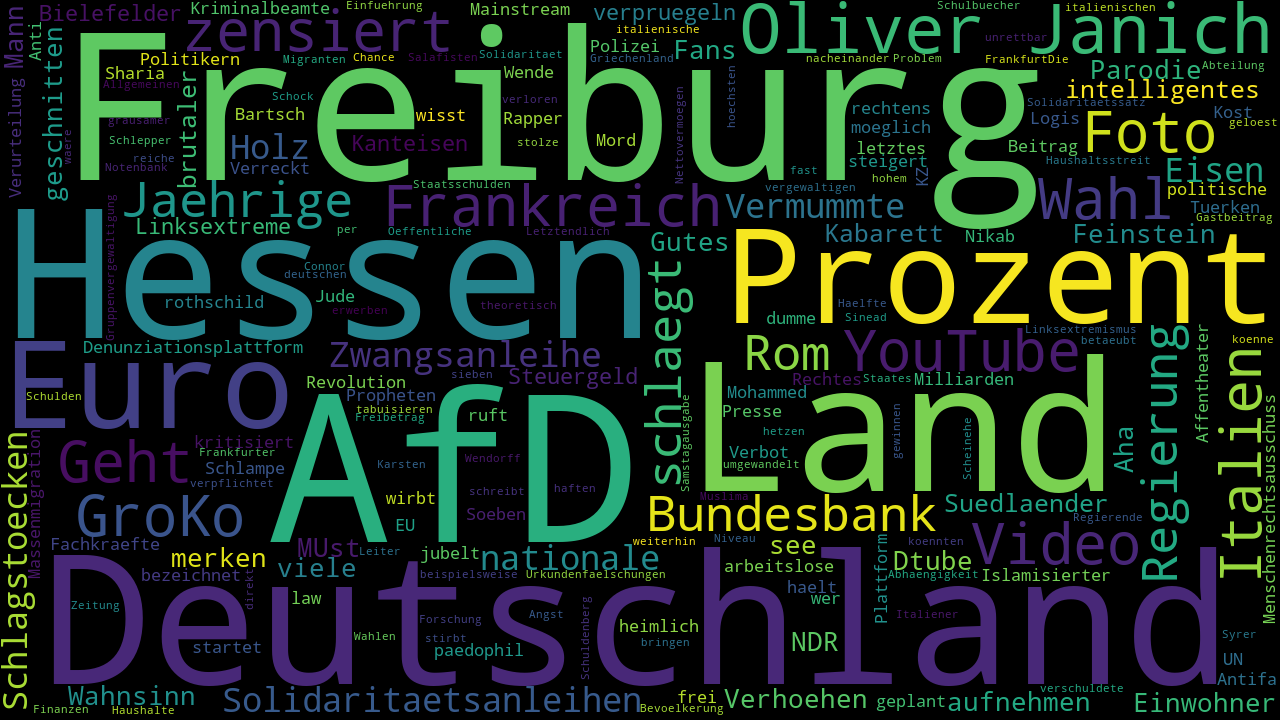 Freiburg
Hessen
AfD
Deutschland
Land
Prozent
Euro
Bielefelder
Kriminalbeamte
Einfuehrung
Mainstream
verpruegeln
Oliver
Janich
Schulbuecher
italienischen
Mann
Anti
zensiert
italienische
Solidaritaet
Polizei
Griechenland
Fans
unrettbar
nacheinander
Problem
FrankfurtDie
Abteilung
Politikern
Migranten
Chance
Salafisten
Parodie
Sharia
Allgemeinen
Schock
Wende
intelligentes
geschnitten
brutaler
grausamer
Bartsch
wisst
verloren
Rapper
hoechsten
rechtens
moeglich
Solidaritaetssatz
Logis
Kost
geloest
Foto
Verurteilung
waere
Schlepper
Holz
Kanteisen
stolze
Mord
letztes
Beitrag
reiche
Notenbank
Verreckt
Nettovermoegen
steigert
KZ
Haushaltsstreit
Eisen
fast
hohem
Staatsschulden
vergewaltigen
Wahl
politische
Jaehrige
Frankreich
Vermummte
Tuerken
Gastbeitrag
Linksextreme
per
Oeffentliche
Letztendlich
Gutes
Kabarett
Nikab
Feinstein
Gruppenvergewaltigung
Connor
deutschen
rothschild
Jude
erwerben
theoretisch
schlaegt
dumme
Haelfte
Sinead
Linksextremismus
betaeubt
koenne
Denunziationsplattform
Zwangsanleihe
Rom
YouTube
Regierung
Affentheater
Italien
sieben
Steuergeld
Revolution
Rechtes
Staates
Milliarden
Schulden
Propheten
tabuisieren
Freibetrag
ruft
Samstagausgabe
Mohammed
Presse
hetzen
gewinnen
Scheinehe
Aha
Menschenrechtsausschuss
Schlagstoecken
Massenmigration
Geht
kritisiert
Frankfurter
Schlampe
verpflichtet
Karsten
Wendorff
Verbot
umgewandelt
GroKo
wirbt
schreibt
haften
Muslima
Bundesbank
Suedlaender
EU
Soeben
Regierende
Fachkraefte
MUst
Leiter
weiterhin
Niveau
see
koennten
Video
merken
viele
jubelt
nationale
arbeitslose
Dtube
Plattform
Abhaengigkeit
Islamisierter
bezeichnet
direkt
beispielsweise
Urkundenfaelschungen
haelt
Zeitung
law
wer
Italiener
Forschung
Angst
Schuldenberg
heimlich
Wahlen
stirbt
bringen
NDR
Syrer
startet
paedophil
UN
Antifa
Wahnsinn
Solidaritaetsanleihen
frei
Verhoehen
geplant
aufnehmen
verschuldete
Einwohner
Finanzen
Haushalte
Bevoelkerung